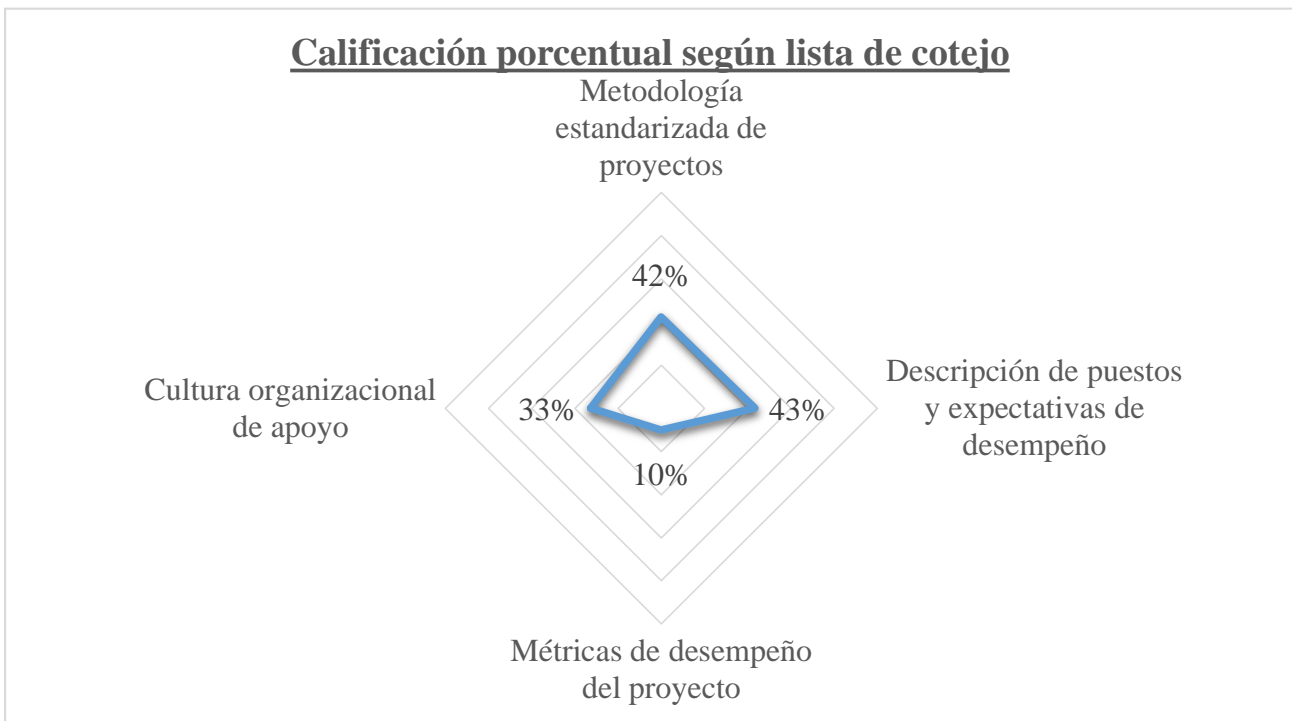 Calificación porcentual según lista de cotejo
Metodología
estandarizada de
proyectos
42%
Descripción de puestos
y expectativas de
desempeño
43%
Cultura organizacional
de apoyo
33%
10%
Métricas de desempeño
del proyecto